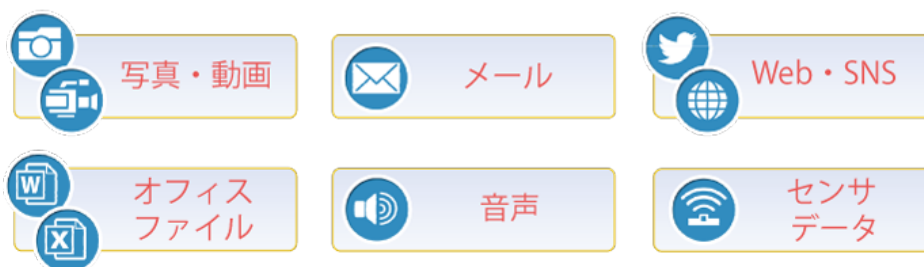 写真・動画
メール
Web・SNS
オフィス
ファイル
音声
センサ
データ
W
X